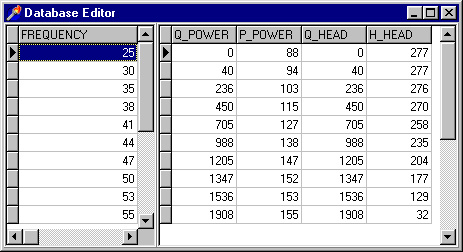 Database Editor
FREQUENCY Q_POWER P_POWER Q_HEAD H_HEAD
25 0 88 0 277
30 40 94 40 277
35 236 103 236 276
38 450 115 450 270
41 705 127 705 258
44 988 138 988 235
47 1205 147 1205 204
50 1347 152 1347 177
53 1536 153 1536 129
55 1908 155 1908 32